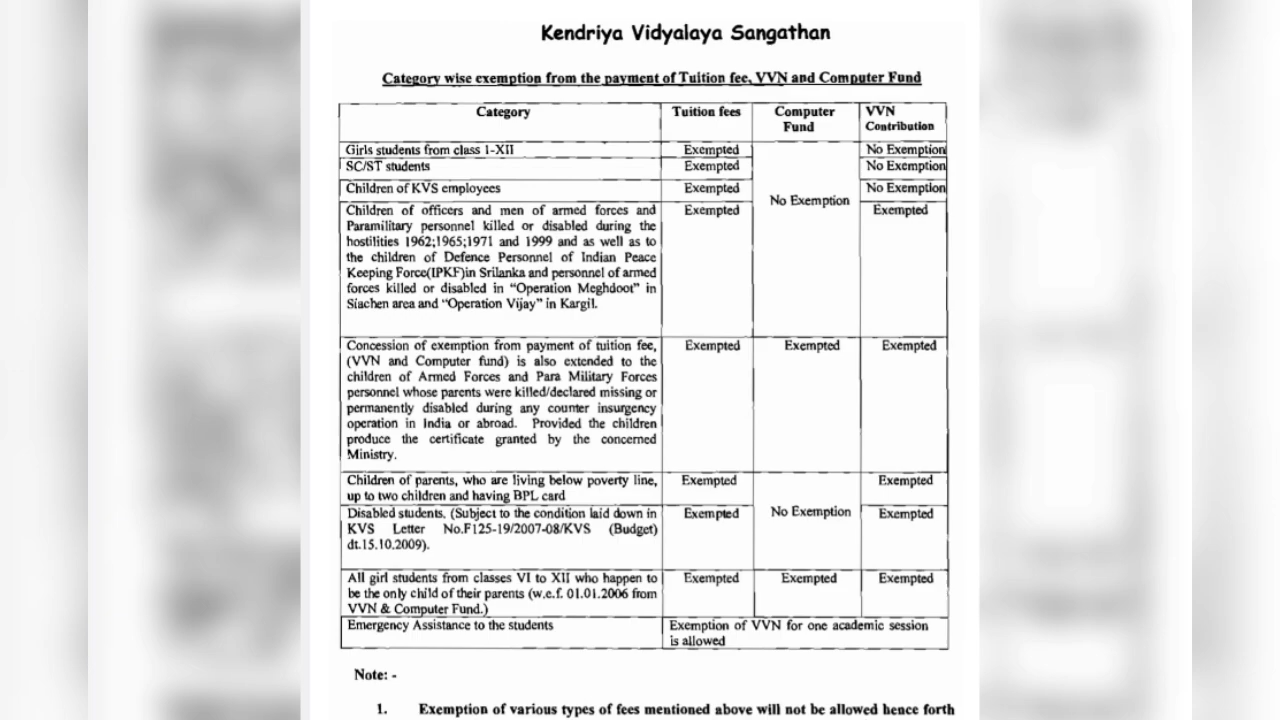 Kendriya Vidyalaya Sangathan
Category wise exemption from the payment of Tuition fee, VVN and Computer Fund
Category
Tuition fees
Computer
Fund
VVN
Contribution
Girls students from class 1-XII
Exempted
No Exemption
SC/ST students
Exempted
No Exemption
Children of KVS employees
Exempted
No Exemption
No Exemption
Children of officers and men of armed forces and
Paramilitary personnel killed or disabled during the
hostilities 1962;1965;1971 and 1999 and as well as to
the children of Defence Personnel of Indian Peace
Keeping Force(IPKF)in Srilanka and personnel of armed
forces killed or disabled in “Operation Meghdoot” in
Siachen area and “Operation Vijay” in Kargil.
Exempted
Exempted
Concession of exemption from payment of tuition fee,
(VVN and Computer fund) is also extended to the
children of Armed Forces and Para Military Forces
personnel whose parents were killed/declared missing or
permanently disabled during any counter insurgency
operation in India or abroad. Provided the children
produce the certificate granted by the concerned
Ministry.
Exempted
Exempted
Exempted
Children of parents, who are living below poverty line,
up to two children and having BPL card
Exempted
Exempted
Disabled students. (Subject to the condition laid down in
KVS Letter No.F125-19/2007-08/KVS (Budget)
dt.15.10.2009).
Exempted
No Exemption
Exempted
All girl students from classes VI to XII who happen to
be the only child of their parents (w.e.f. 01.01.2006 from
VVN & Computer Fund.)
Exempted
Exempted
Exempted
Emergency Assistance to the students
Exemption of VVN for one academic session
is allowed
Note: -
1. Exemption of various types of fees mentioned above will not be allowed hence forth